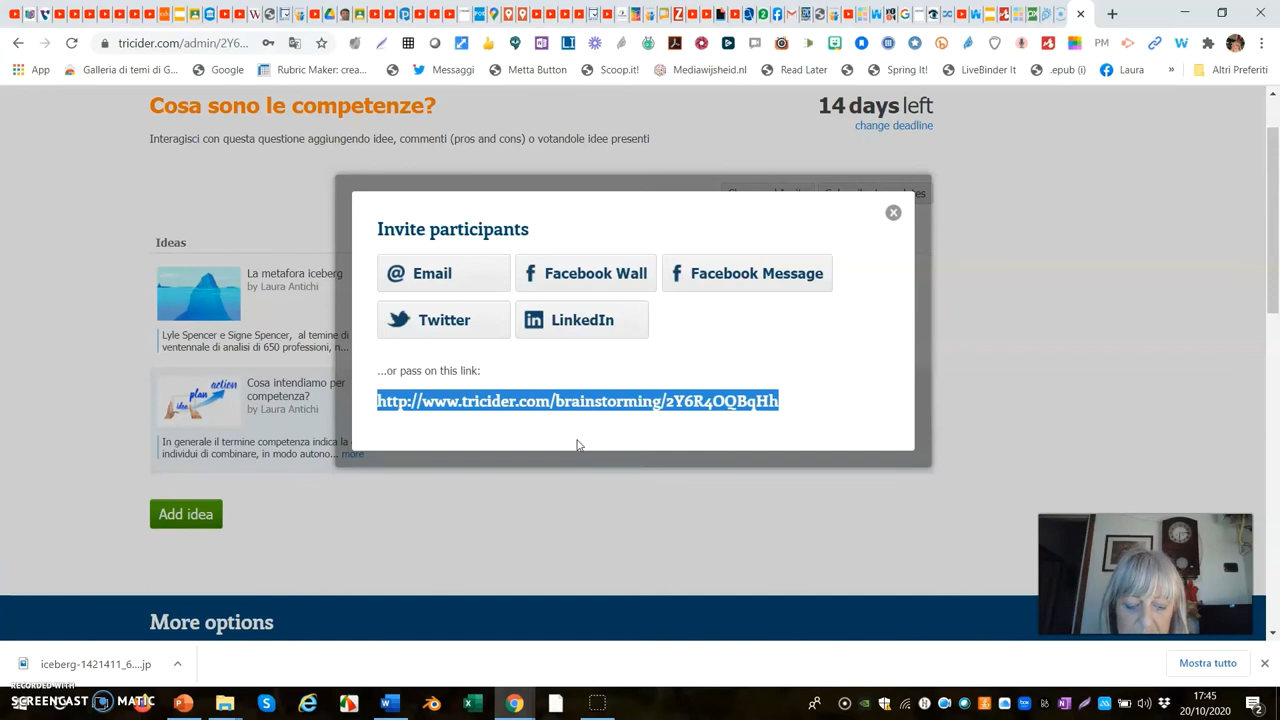 tricider.com/admin/2Y6...
PM
App
Galleria di temi di G...
Google
Rubric Maker: crea...
Messaggi
Metta Button
Scoop.it!
Mediawijsheid.nl
Read Later
Spring It!
LiveBinder It
.epub (i)
Laura
»
Altri Preferiti
Cosa sono le competenze?
14 days left
change deadline
Interagisci con questa questione aggiungendo idee, commenti (pros and cons) o votandole idee presenti
Invite participants
@ Email
Facebook Wall
Facebook Message
Twitter
LinkedIn
...or pass on this link:
http://www.tricider.com/brainstorming/2Y6R4OQBqHh
Ideas
La metafora iceberg
by Laura Antichi
Lyle Spencer e Signe Spencer, al temine di
ventennale di analisi di 650 professioni, n...
Cosa intendiamo per
competenza?
by Laura Antichi
In generale il termine competenza indica la
individui di combinare, in modo autono... more
Add idea
More options
iceberg-1421411_6....jp
Mostra tutto
RECORDED WITH
SCREENCAST MATIC
17:45
20/10/2020
2